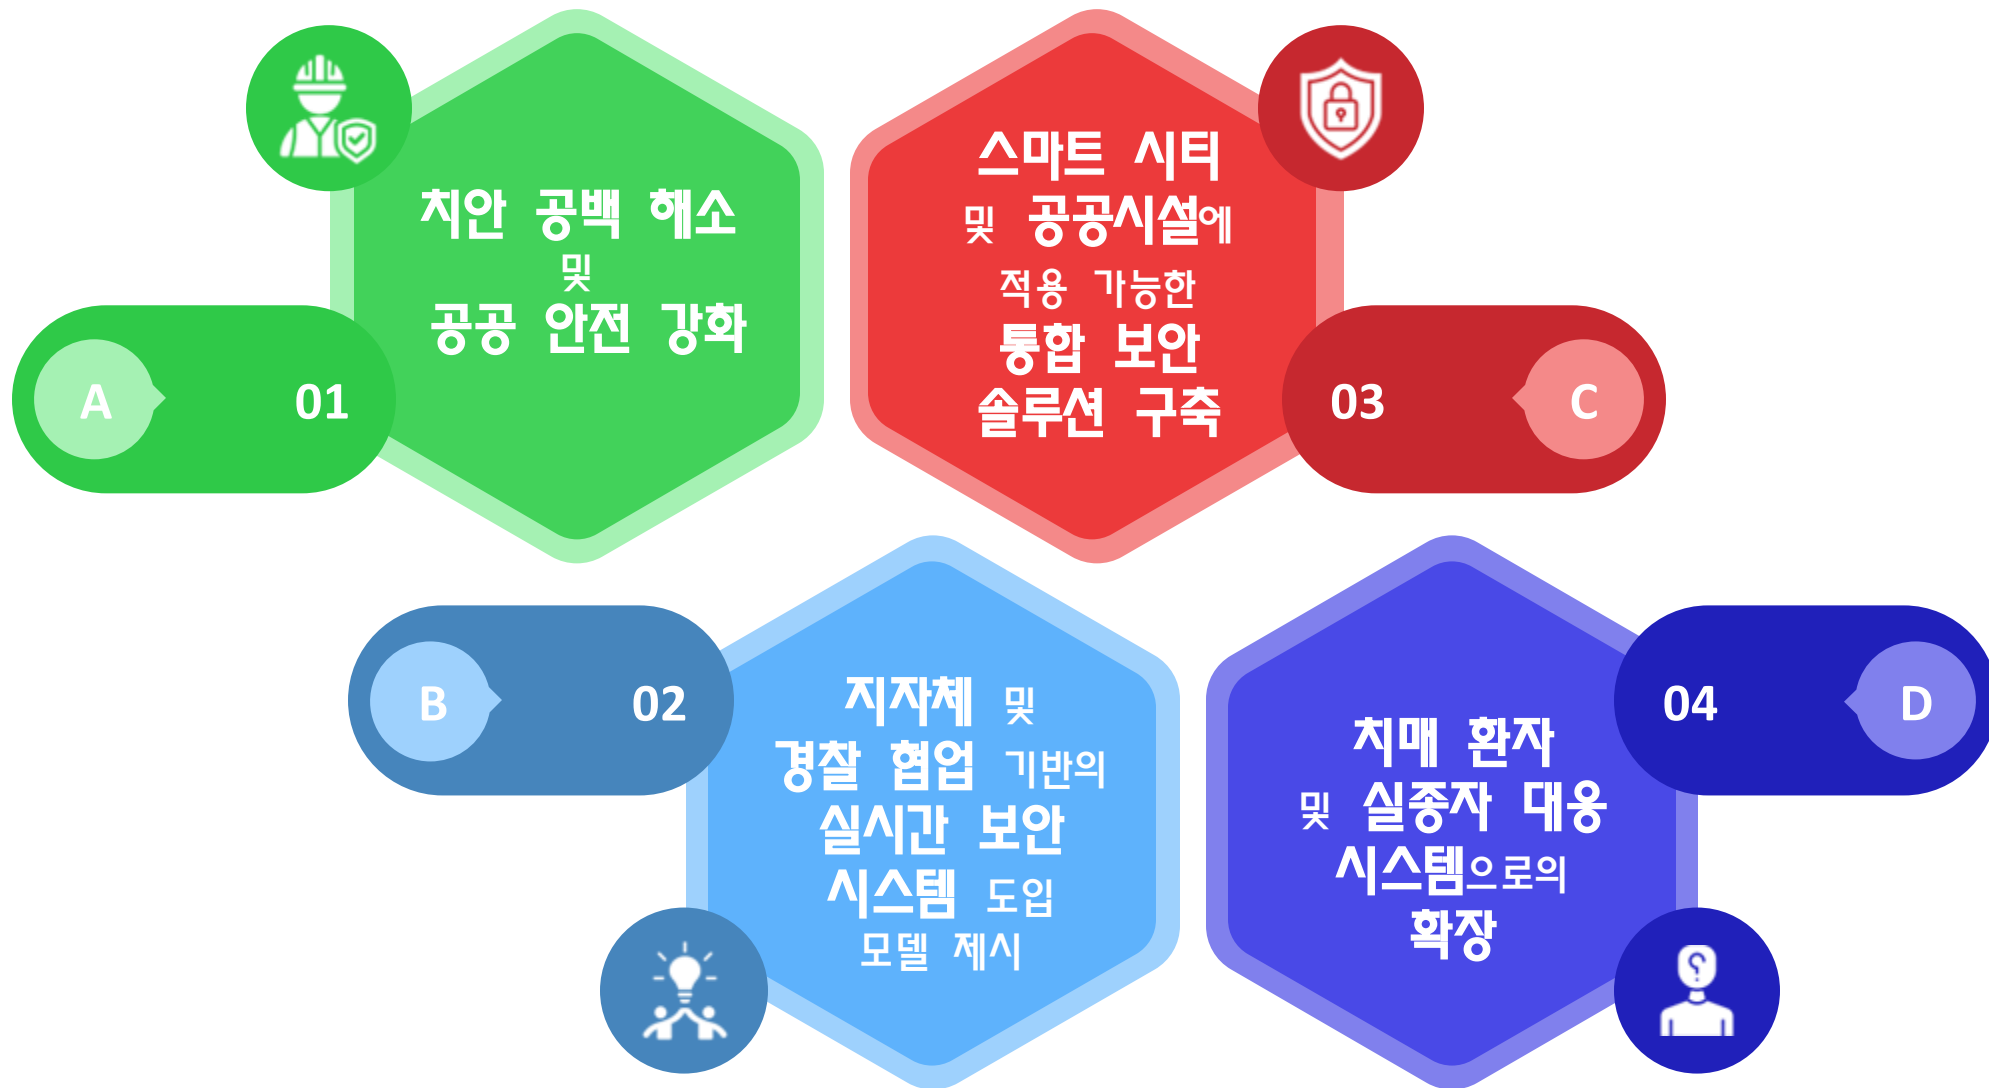 치안 공백 해소
및
공공 안전 강화
A
01
스마트 시티
및 공공시설에
적용 가능한
통합 보안
솔루션 구축
03
C
B
02
지자체 및
경찰 협업 기반의
실시간 보안
시스템 도입
모델 제시
치매 환자
및 실종자 대응
시스템으로의
확장
04
D